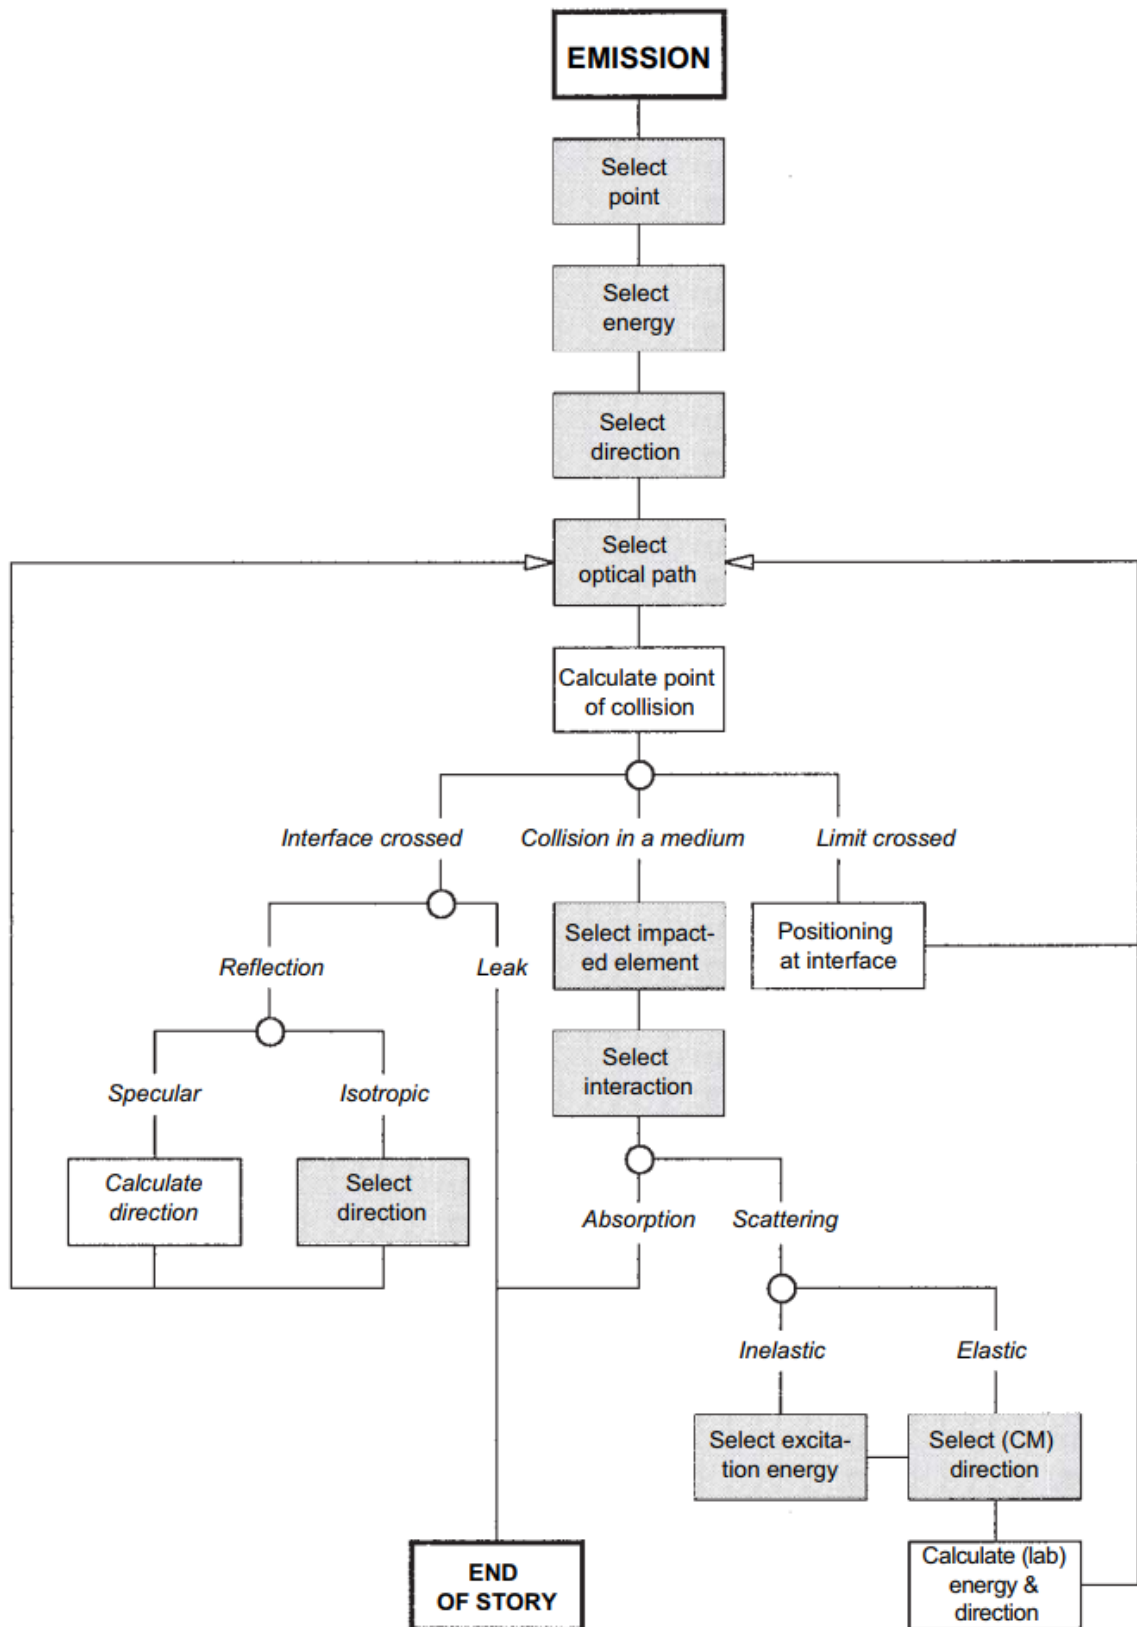 EMISSION
Select
point
Select
energy
Select
direction
Select
optical path
Calculate point
of collision
Interface crossed
Collision in a medium
Limit crossed
Reflection
Leak
Select impact-
ed element
Positioning
at interface
Select
interaction
Specular
Isotropic
Calculate
direction
Select
direction
Absorption
Scattering
Inelastic
Elastic
Select excita-
tion energy
Select (CM)
direction
END
OF STORY
Calculate (lab)
energy &
direction